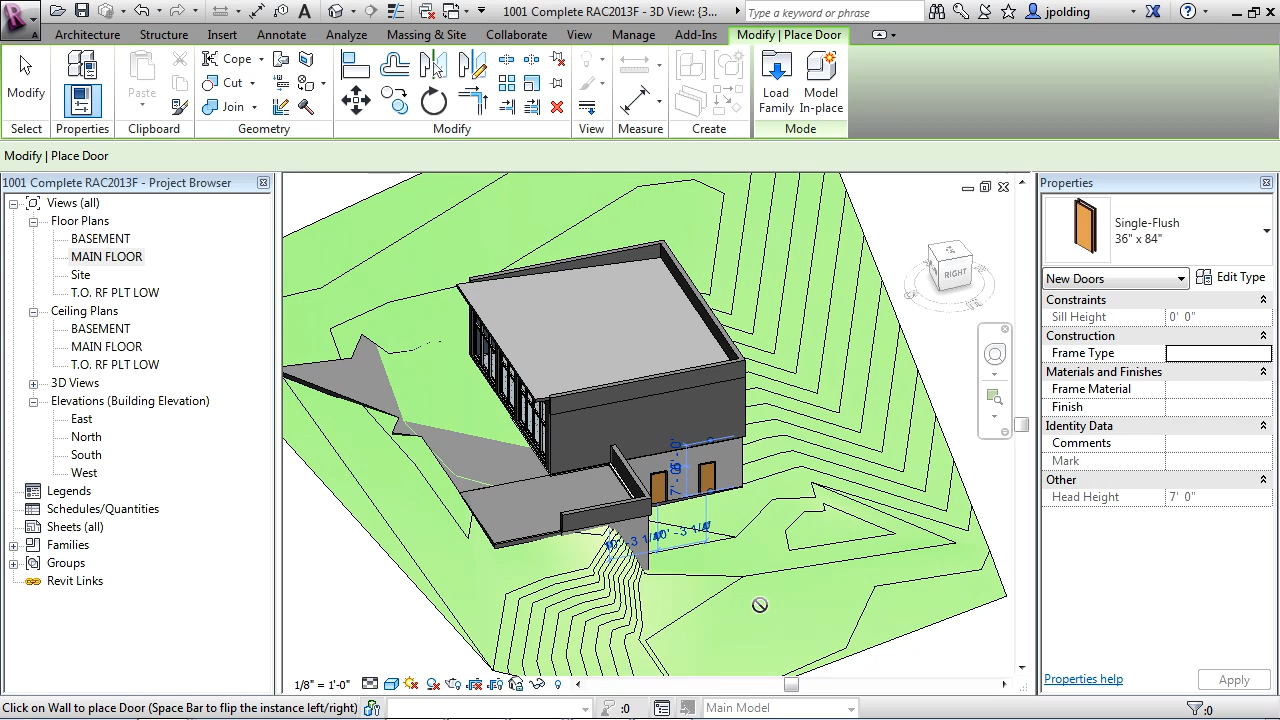 1001 Complete RAC2013F - 3D View: {3...
Type a keyword or phrase
jpolding
Architecture Structure Insert Annotate Analyze Massing & Site Collaborate View Manage Add-Ins Modify | Place Door
Modify
Paste
Cope
Cut
Join
Load Family
Model In-place
Select Properties Clipboard Geometry Modify View Measure Create Mode
Modify | Place Door
1001 Complete RAC2013F - Project Browser
Views (all)
Floor Plans
BASEMENT
MAIN FLOOR
Site
T.O. RF PLT LOW
Ceiling Plans
BASEMENT
MAIN FLOOR
T.O. RF PLT LOW
3D Views
Elevations (Building Elevation)
East
North
South
West
Legends
Schedules/Quantities
Sheets (all)
Families
Groups
Revit Links
RIGHT
Properties
Single-Flush
36" x 84"
New Doors
Edit Type
Constraints
Sill Height 0' 0"
Construction
Frame Type
Materials and Finishes
Frame Material
Finish
Identity Data
Comments
Mark
Other
Head Height 7' 0"
Properties help
Apply
1/8" = 1'-0"
Click on Wall to place Door (Space Bar to flip the instance left/right)
:0
Main Model
:0